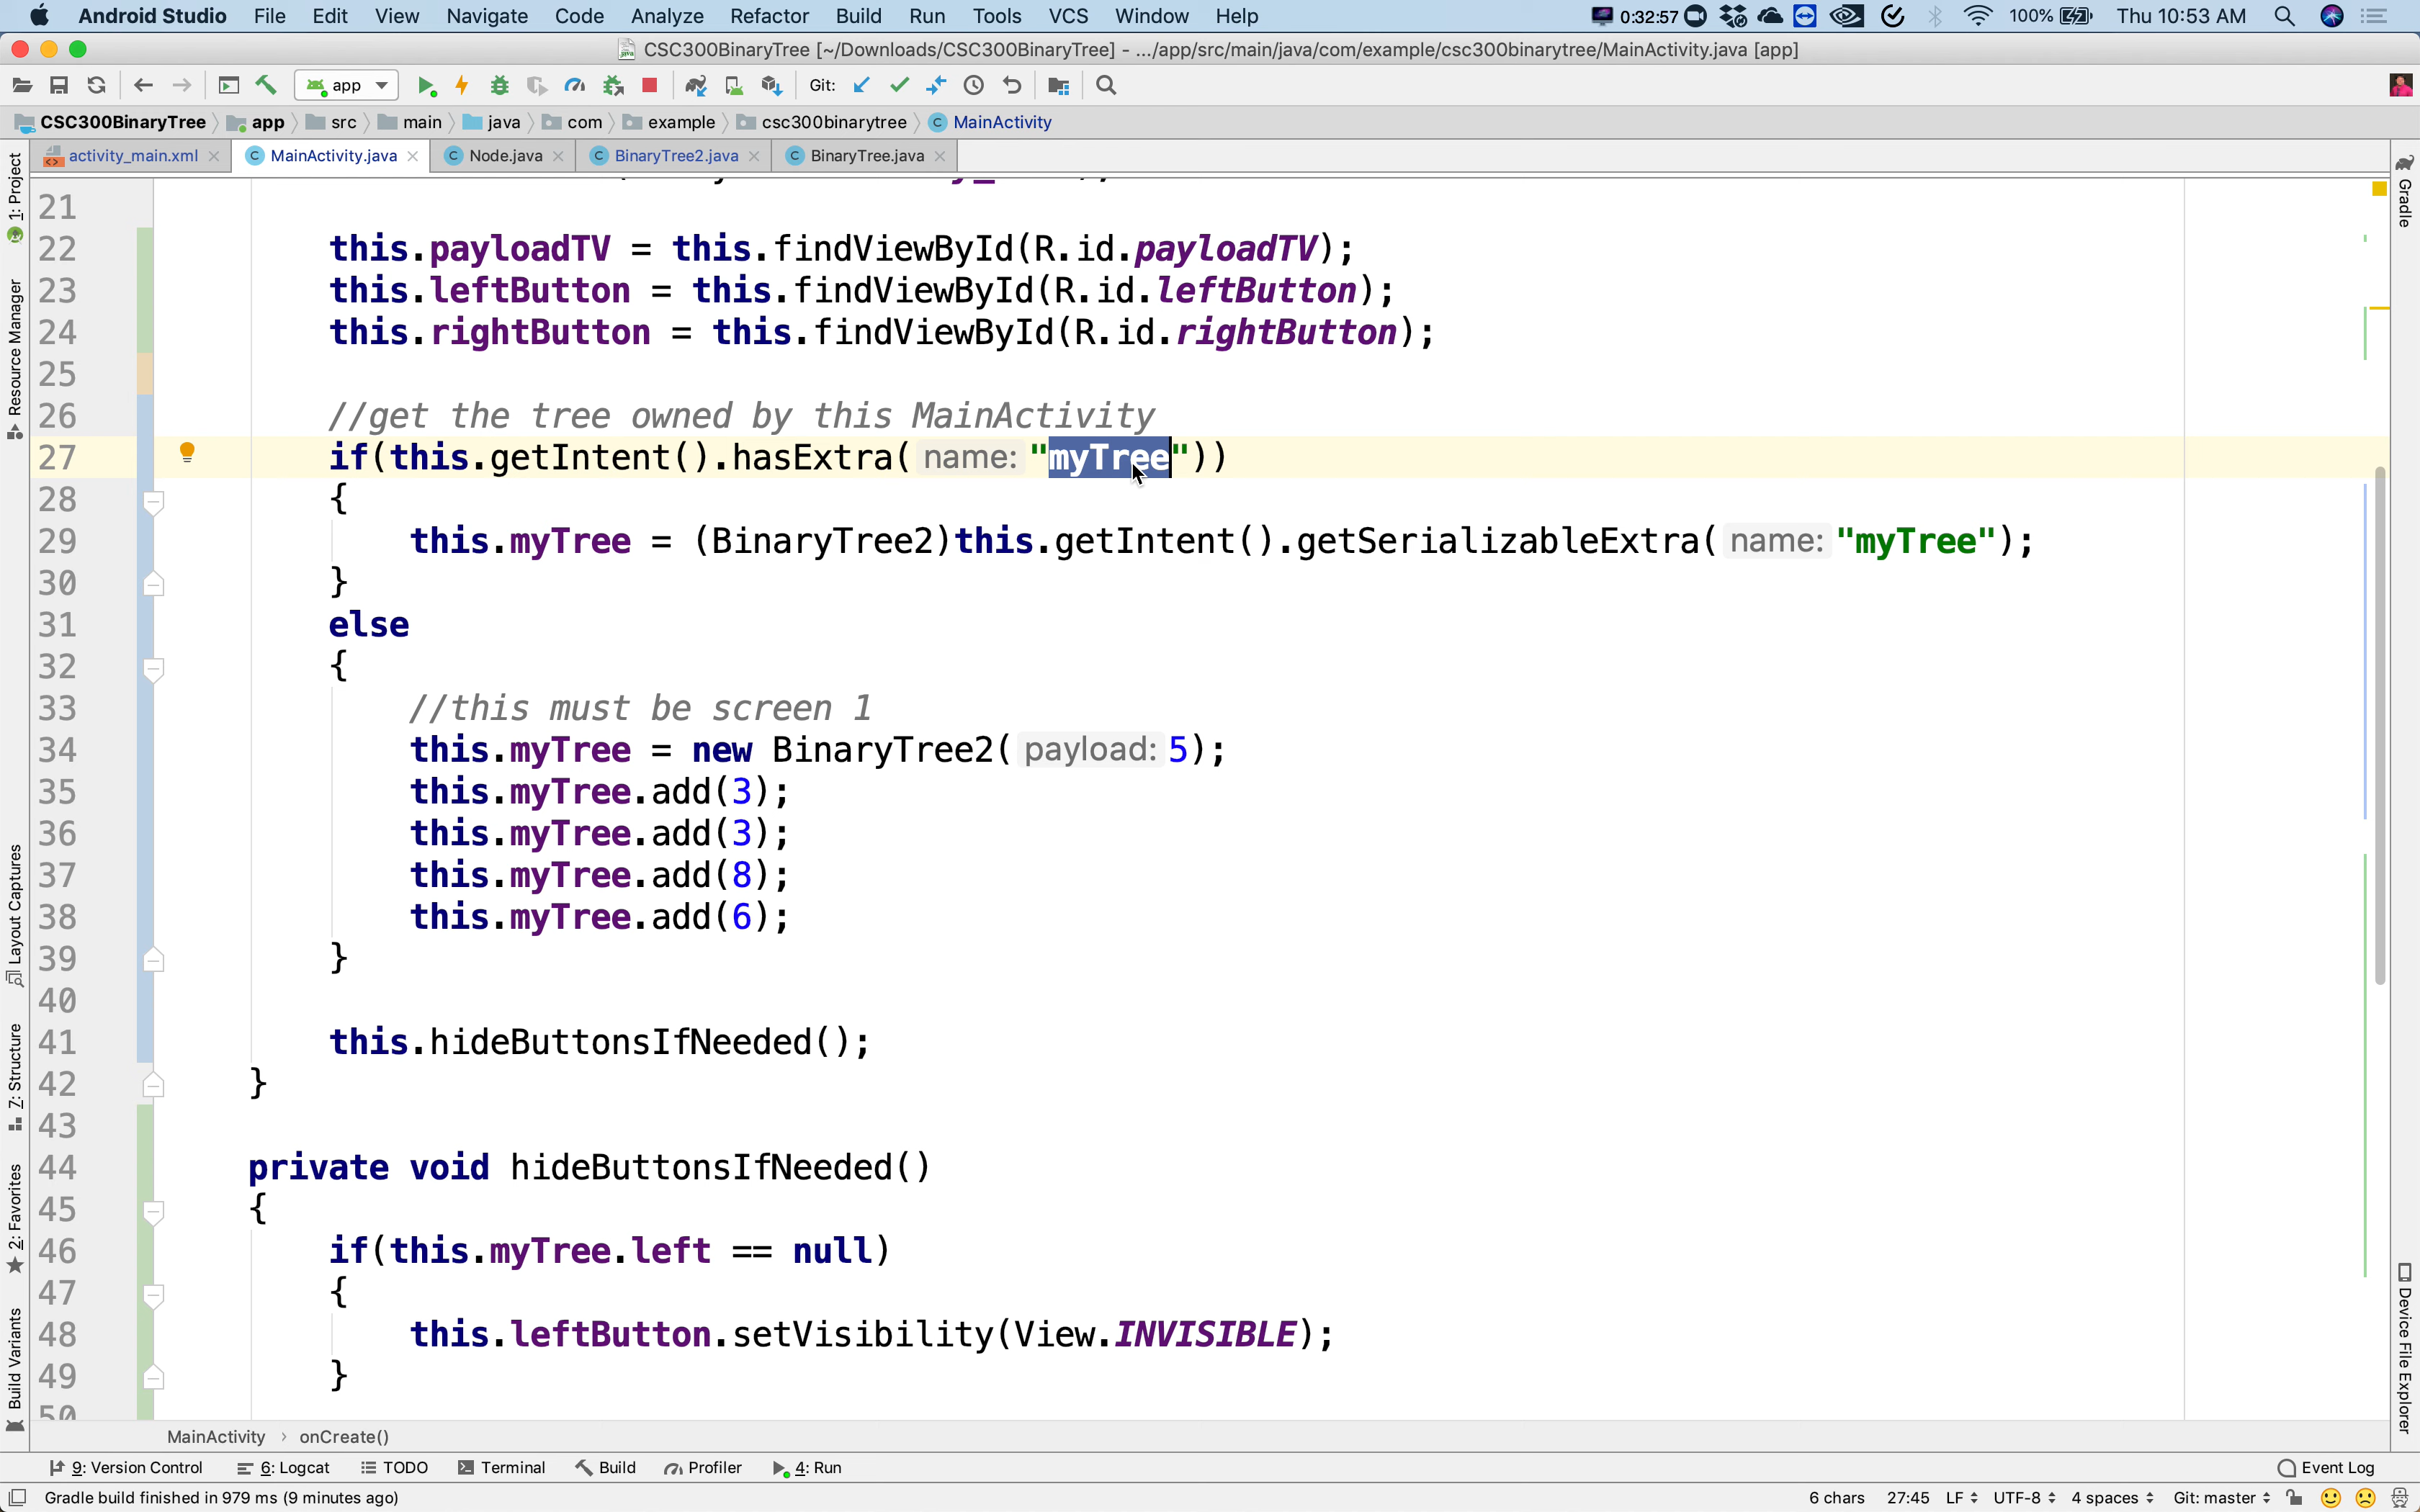 Android Studio File Edit View Navigate Code Analyze Refactor Build Run Tools VCS Window Help 0:32:57 100% Thu 10:53 AM
CSC300BinaryTree [~/Downloads/CSC300BinaryTree] - .../app/src/main/java/com/example/csc300binarytree/MainActivity.java [app]
app Git:
CSC300BinaryTree app src main java com example csc300binarytree MainActivity
activity_main.xml MainActivity.java Node.java BinaryTree2.java BinaryTree.java
1: Project
Resource Manager
Layout Captures
7: Structure
2: Favorites
Build Variants
Gradle
Device File Explorer
21
22 this.payloadTV = this.findViewById(R.id.payloadTV);
23 this.leftButton = this.findViewById(R.id.leftButton);
24 this.rightButton = this.findViewById(R.id.rightButton);
25
26 //get the tree owned by this MainActivity
27 if(this.getIntent().hasExtra( name: "myTree"))
28 {
29 this.myTree = (BinaryTree2)this.getIntent().getSerializableExtra( name: "myTree");
30 }
31 else
32 {
33 //this must be screen 1
34 this.myTree = new BinaryTree2( payload: 5);
35 this.myTree.add(3);
36 this.myTree.add(3);
37 this.myTree.add(8);
38 this.myTree.add(6);
39 }
40
41 this.hideButtonsIfNeeded();
42 }
43
44 private void hideButtonsIfNeeded()
45 {
46 if(this.myTree.left == null)
47 {
48 this.leftButton.setVisibility(View.INVISIBLE);
49 }
50
MainActivity › onCreate()
9: Version Control 6: Logcat TODO Terminal Build Profiler 4: Run Event Log
Gradle build finished in 979 ms (9 minutes ago) 6 chars 27:45 LF UTF-8 4 spaces Git: master